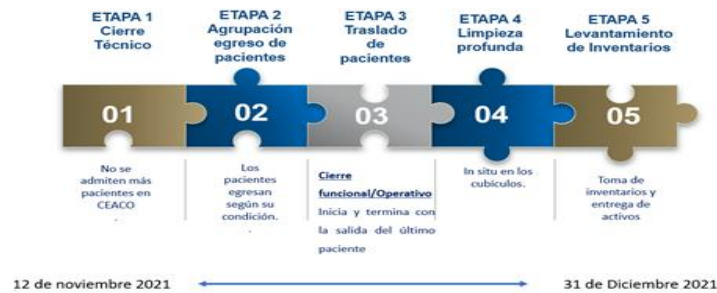 ETAPA 1
Cierre
Técnico
ETAPA 2
Agrupación
egreso de
pacientes
ETAPA 3
Traslado
de
pacientes
ETAPA 4
Limpieza
profunda
ETAPA 5
Levantamiento
de Inventarios
01
02
03
04
05
No se
admiten más
pacientes en
CEACO
.
Los
pacientes
egresan
según su
condición.
.
Cierre
funcional/Operativo
Inicia y termina con
la salida del último
paciente
In situ en los
cubículos.
Toma de
inventarios y
entrega de
activos
12 de noviembre 2021
31 de Diciembre 2021